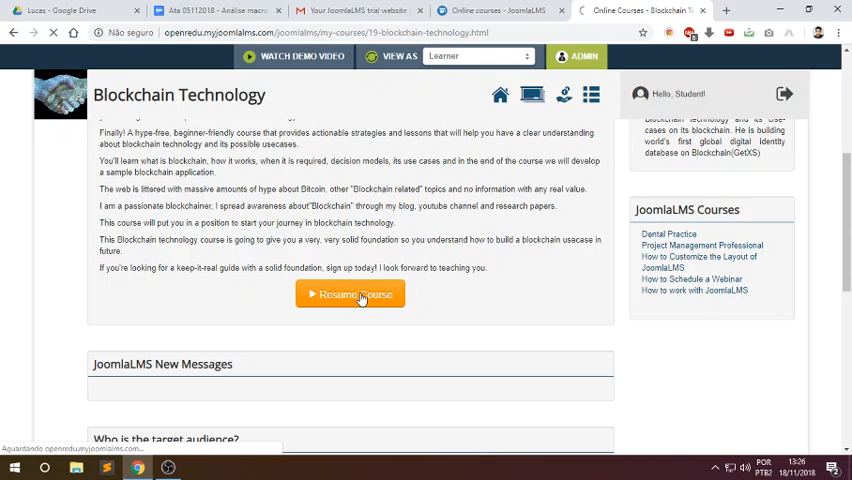 Lucas - Google Drive
Ata 05112018 - Análise macro
Your JoomlaLMS trial website i
Online courses - JoomlaLMS
Online Courses - Blockchain Te
Não seguro | openredu.myjoomlalms.com/joomlalms/my-courses/19-blockchain-technology.html
WATCH DEMO VIDEO
VIEW AS
Learner
ADMIN
Blockchain Technology
Hello, Student!
Finally! A hype-free, beginner-friendly course that provides actionable strategies and lessons that will help you have a clear understanding
about blockchain technology and its possible usecases.
You'll learn what is blockchain, how it works, when it is required, decision models, its use cases and in the end of the course we will develop
a sample blockchain application.
The web is littered with massive amounts of hype about Bitcoin, other "Blockchain related" topics and no information with any real value.
I am a passionate blockchainer, I spread awareness about"Blockchain" through my blog, youtube channel and research papers.
This course will put you in a position to start your journey in blockchain technology.
This Blockchain technology course is going to give you a very, very solid foundation so you understand how to build a blockchain usecase in
future.
If you're looking for a keep-it-real guide with a solid foundation, sign up today! I look forward to teaching you.
Resume Course
JoomlaLMS New Messages
Who is the target audience?
Blockchain technology and its Use-
cases on its blockchain. He is building
world's first global digital Identity
database on Blockchain(GetXS)
JoomlaLMS Courses
Dental Practice
Project Management Professional
How to Customize the Layout of
JoomlaLMS
How to Schedule a Webinar
How to work with JoomlaLMS
Aguardando openredu.myjoomlalms.com...
POR
PTB2
13:26
18/11/2018
2